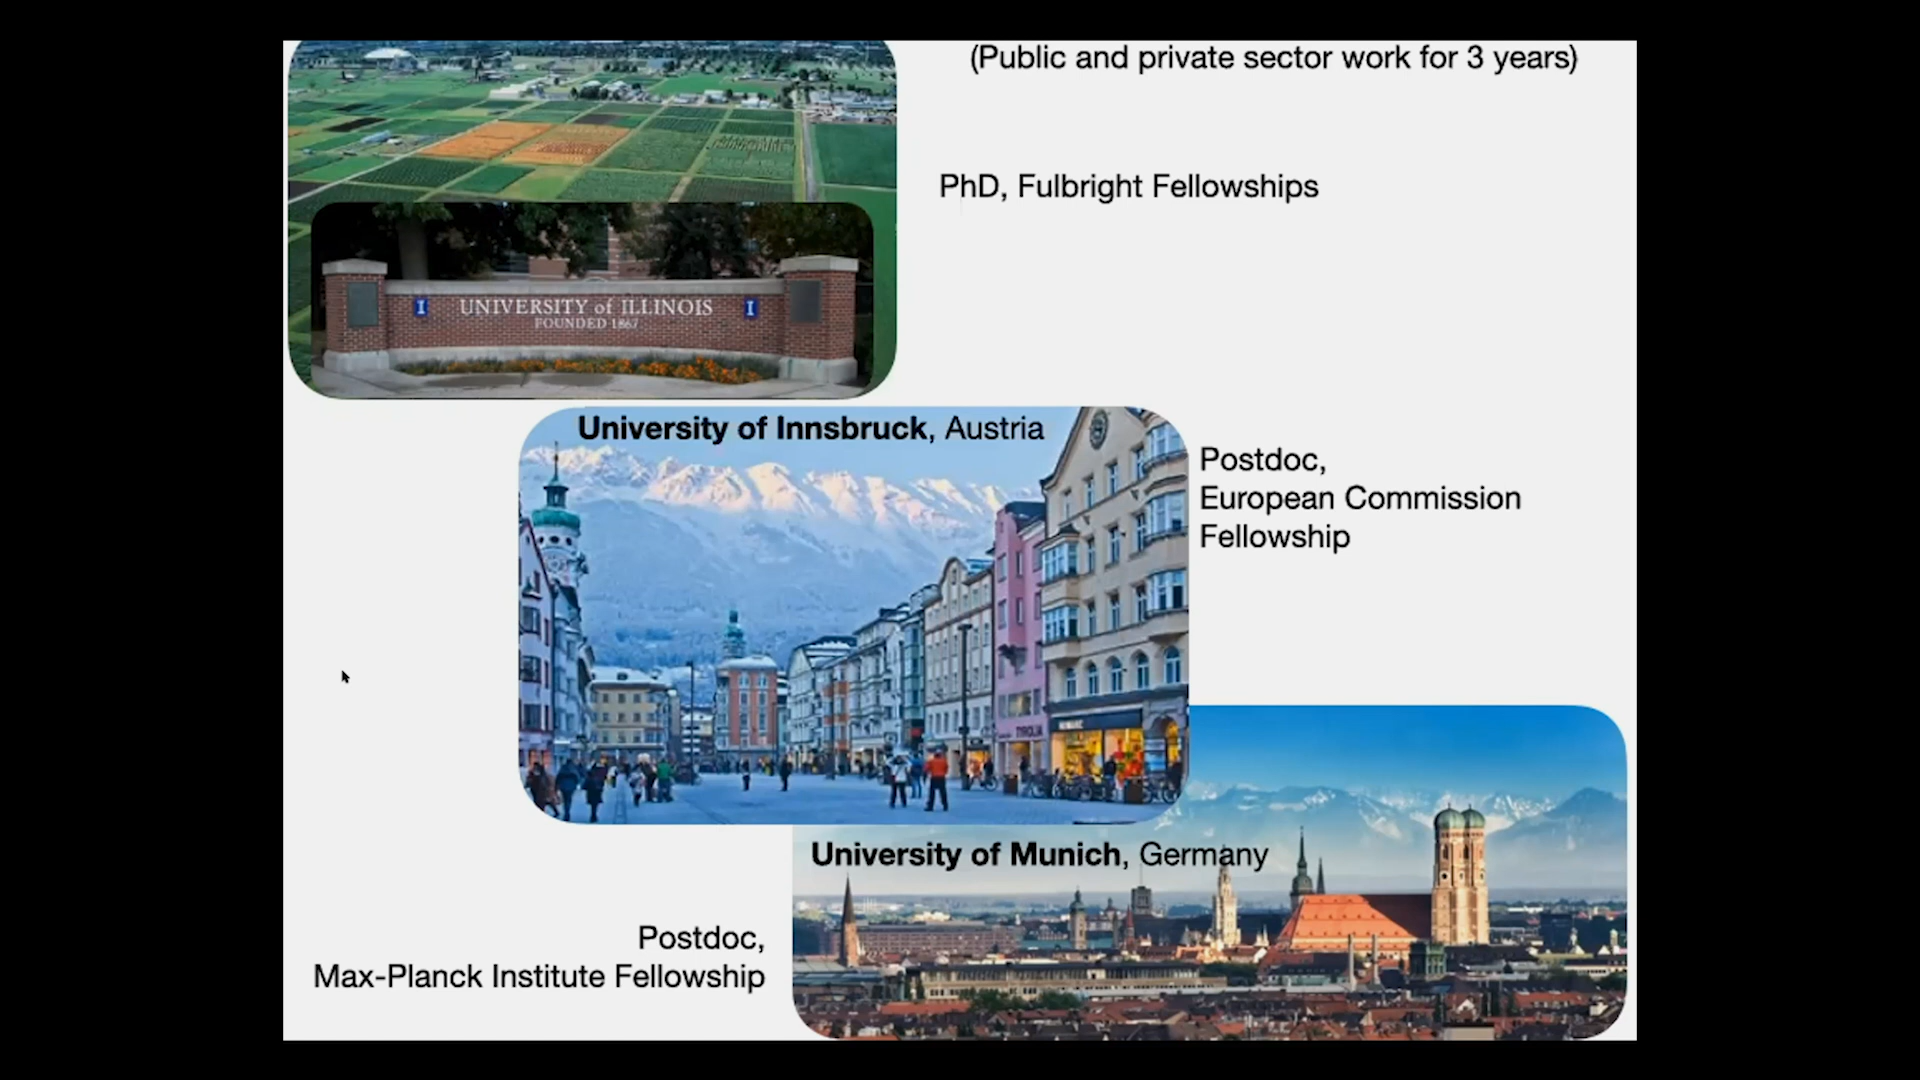 (Public and private sector work for 3 years)
PhD, Fulbright Fellowships
I UNIVERSITY of ILLINOIS I
FOUNDED 1867
University of Innsbruck, Austria
Postdoc,
European Commission
Fellowship
TYROLIA
University of Munich, Germany
Postdoc,
Max-Planck Institute Fellowship